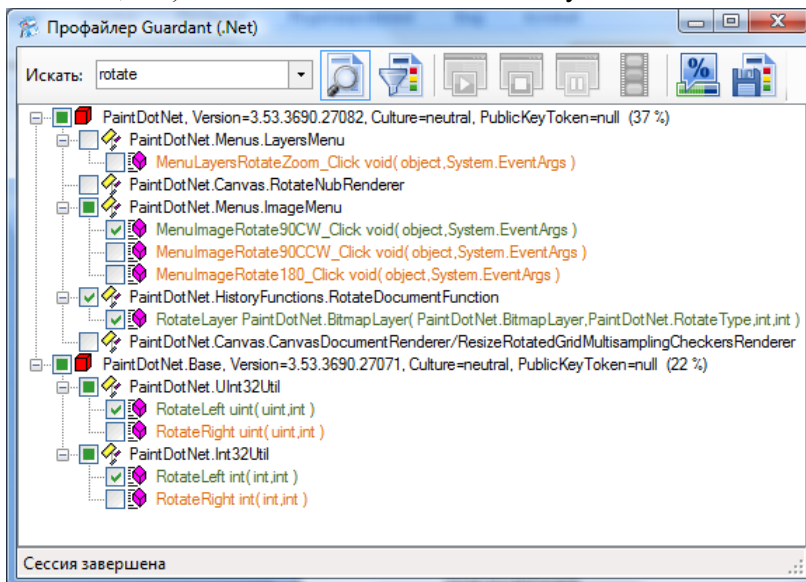 Профайлер Guardant (.Net)
Искать: rotate
%
PaintDotNet, Version=3.53.3690.27082, Culture=neutral, PublicKeyToken=null (37 %)
PaintDotNet.Menus.LayersMenu
MenuLayersRotateZoom_Click void( object,System.EventArgs )
PaintDotNet.Canvas.RotateNubRenderer
PaintDotNet.Menus.ImageMenu
MenuImageRotate90CW_Click void( object,System.EventArgs )
MenuImageRotate90CCW_Click void( object,System.EventArgs )
MenuImageRotate180_Click void( object,System.EventArgs )
PaintDotNet.HistoryFunctions.RotateDocumentFunction
RotateLayer PaintDotNet.BitmapLayer( PaintDotNet.BitmapLayer,PaintDotNet.RotateType,int,int )
PaintDotNet.Canvas.CanvasDocumentRenderer/ResizeRotatedGridMultisamplingCheckersRenderer
PaintDotNet.Base, Version=3.53.3690.27071, Culture=neutral, PublicKeyToken=null (22 %)
PaintDotNet.UInt32Util
RotateLeft uint( uint,int )
RotateRight uint( uint,int )
PaintDotNet.Int32Util
RotateLeft int( int,int )
RotateRight int( int,int )
Сессия завершена